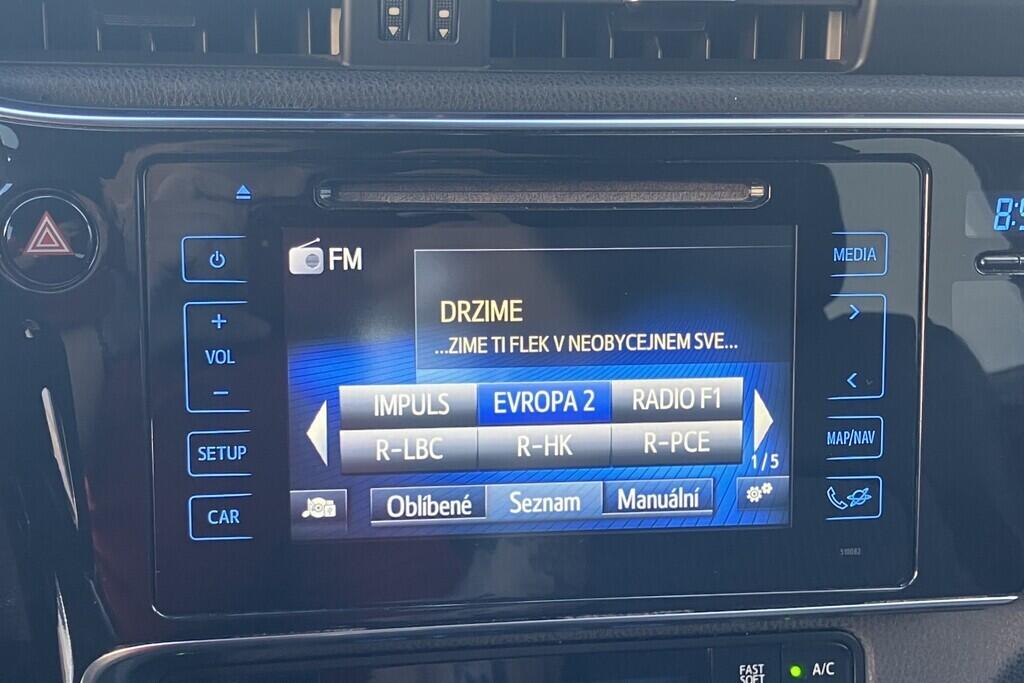 FM
MEDIA
DRZIME
...ZIME TI FLEK V NEOBYCEJNEM SVE...
+
VOL
−
IMPULS EVROPA 2 RADIO F1
R-LBC R-HK R-PCE
1/5
SETUP
MAP/NAV
Oblíbené Seznam Manuální
CAR
510082
FAST
SOFT
A/C